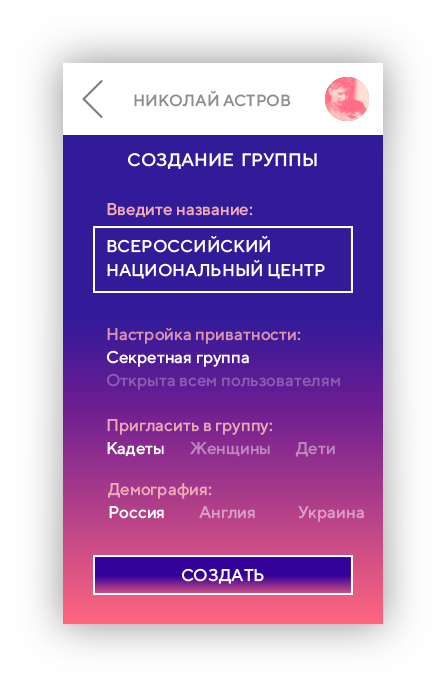 НИКОЛАЙ АСТРОВ
СОЗДАНИЕ ГРУППЫ
Введите название:
ВСЕРОССИЙСКИЙ
НАЦИОНАЛЬНЫЙ ЦЕНТР
Настройка приватности:
Секретная группа
Открыта всем пользователям
Пригласить в группу:
Кадеты Женщины Дети
Демография:
Россия Англия Украина
СОЗДАТЬ